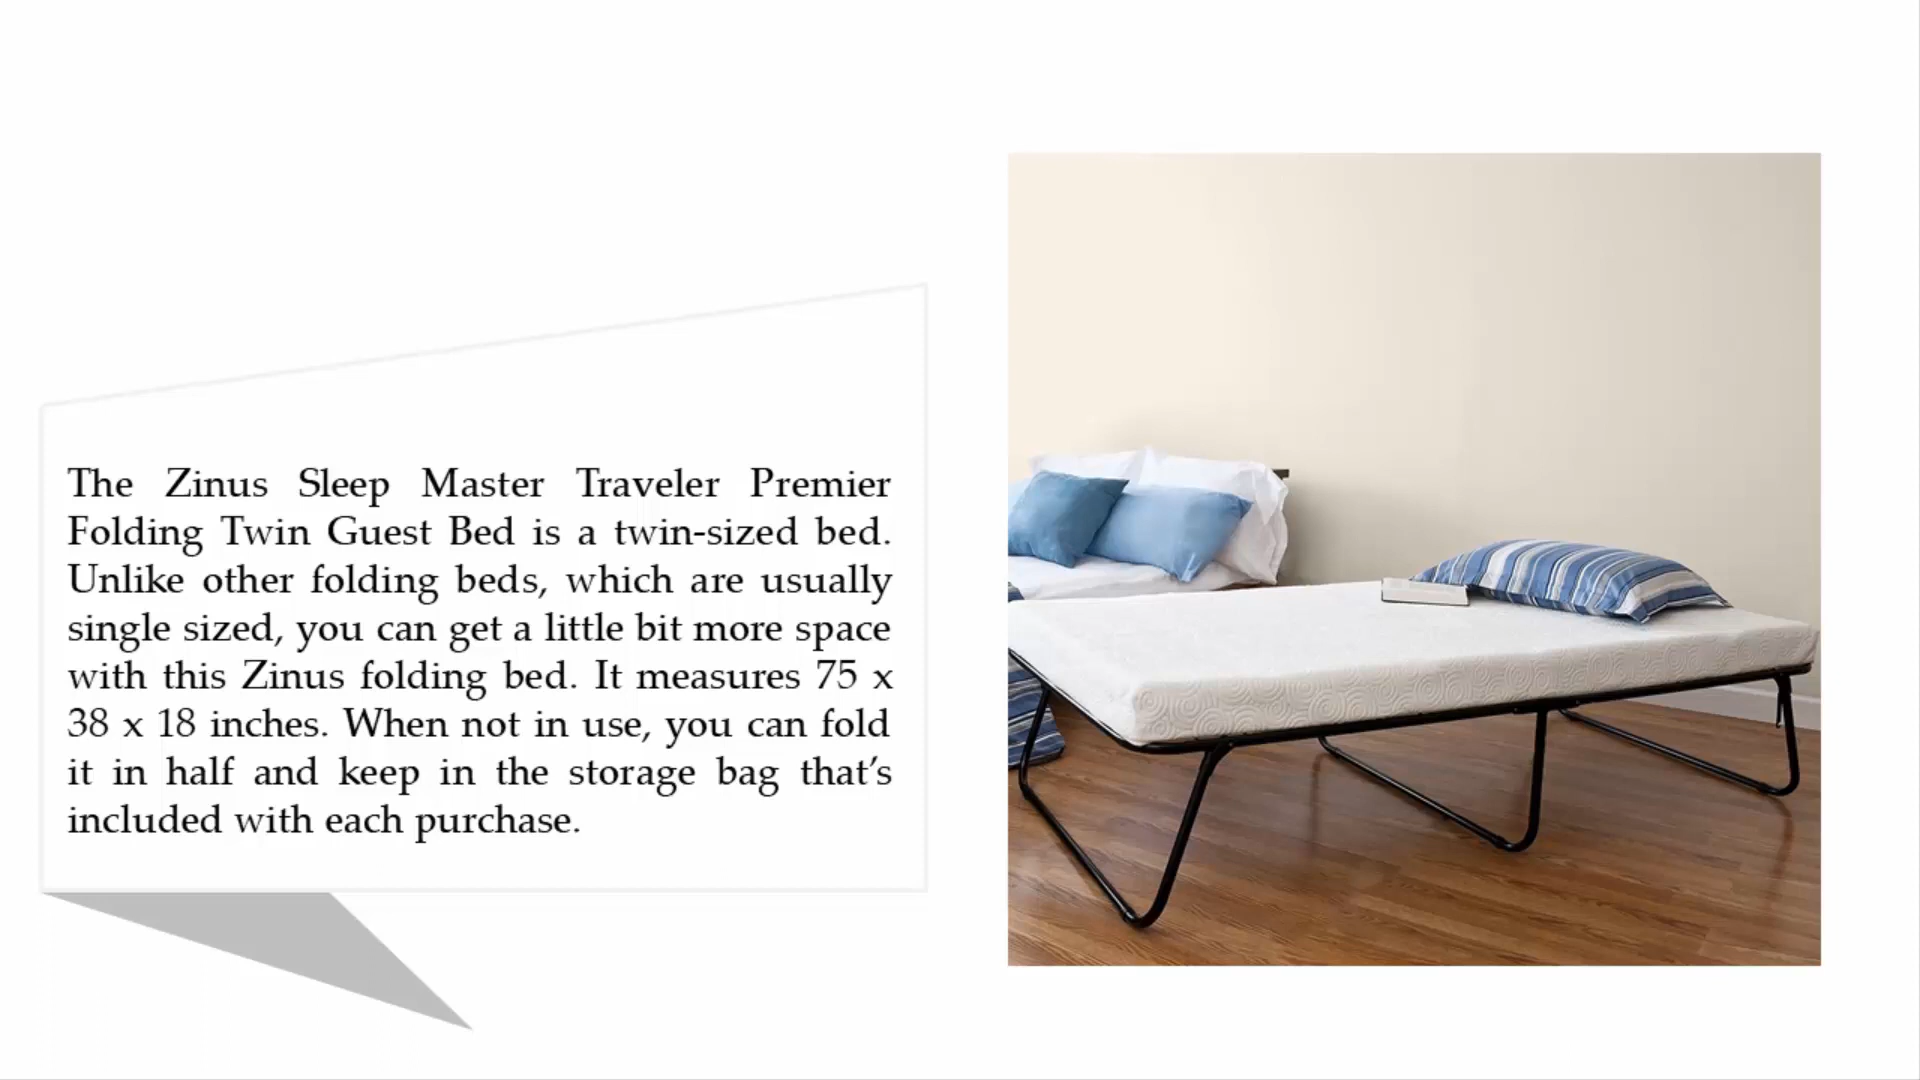 The Zinus Sleep Master Traveler Premier
Folding Twin Guest Bed is a twin-sized bed.
Unlike other folding beds, which are usually
single sized, you can get a little bit more space
with this Zinus folding bed. It measures 75 x
38 x 18 inches. When not in use, you can fold
it in half and keep in the storage bag that’s
included with each purchase.